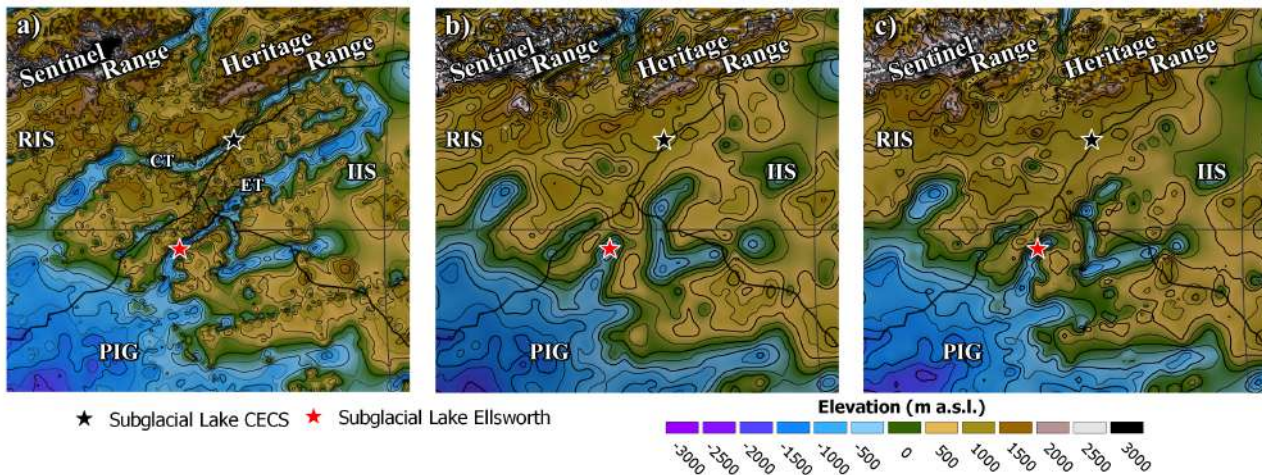 a)
Sentinel
Range
Heritage
Range
RIS
CT
ET
IIS
PIG
b)
Sentinel
Range
Heritage
Range
RIS
IIS
PIG
c)
Sentinel
Range
Heritage
Range
RIS
IIS
PIG
★ Subglacial Lake CECS ★ Subglacial Lake Ellsworth
Elevation (m a.s.l.)
-3000 -2500 -2000 -1500 -1000 -500 0 500 1000 1500 2000 2500 3000